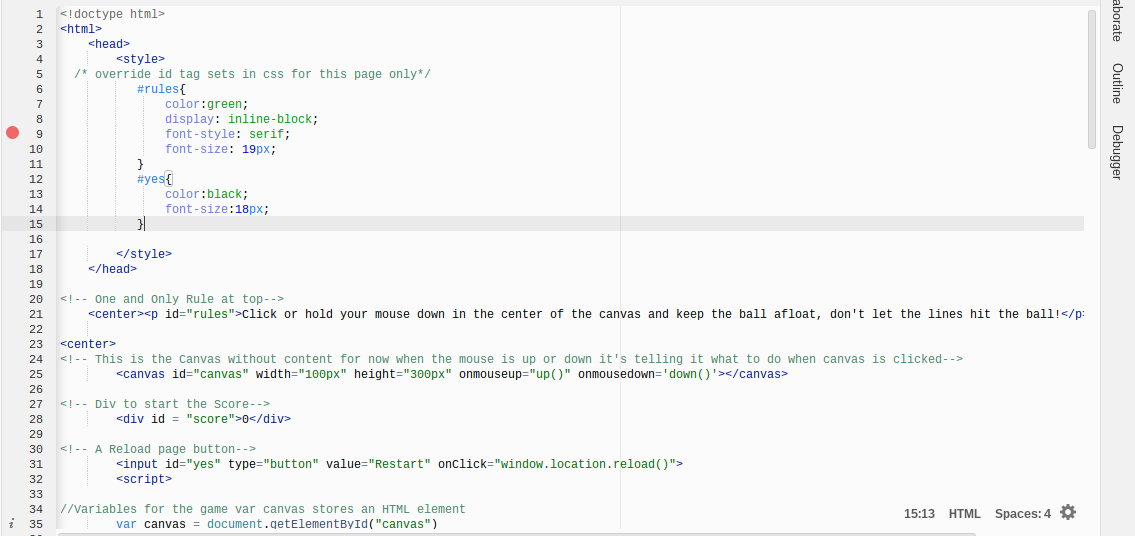 1 <!doctype html>
2 <html>
3 <head>
4 <style>
5 /* override id tag sets in css for this page only*/
6 #rules{
7 color:green;
8 display: inline-block;
9 font-style: serif;
10 font-size: 19px;
11 }
12 #yes{
13 color:black;
14 font-size:18px;
15 }
16
17 </style>
18 </head>
19
20 <!-- One and Only Rule at top-->
21 <center><p id="rules">Click or hold your mouse down in the center of the canvas and keep the ball afloat, don't let the lines hit the ball!</p>
22
23 <center>
24 <!-- This is the Canvas without content for now when the mouse is up or down it's telling it what to do when canvas is clicked-->
25 <canvas id="canvas" width="100px" height="300px" onmouseup="up()" onmousedown='down()'></canvas>
26
27 <!-- Div to start the Score-->
28 <div id = "score">0</div>
29
30 <!-- A Reload page button-->
31 <input id="yes" type="button" value="Restart" onClick="window.location.reload()">
32 <script>
33
34 //Variables for the game var canvas stores an HTML element
35 var canvas = document.getElementById("canvas")
i
15:13 HTML Spaces: 4
aborate
Outline
Debugger